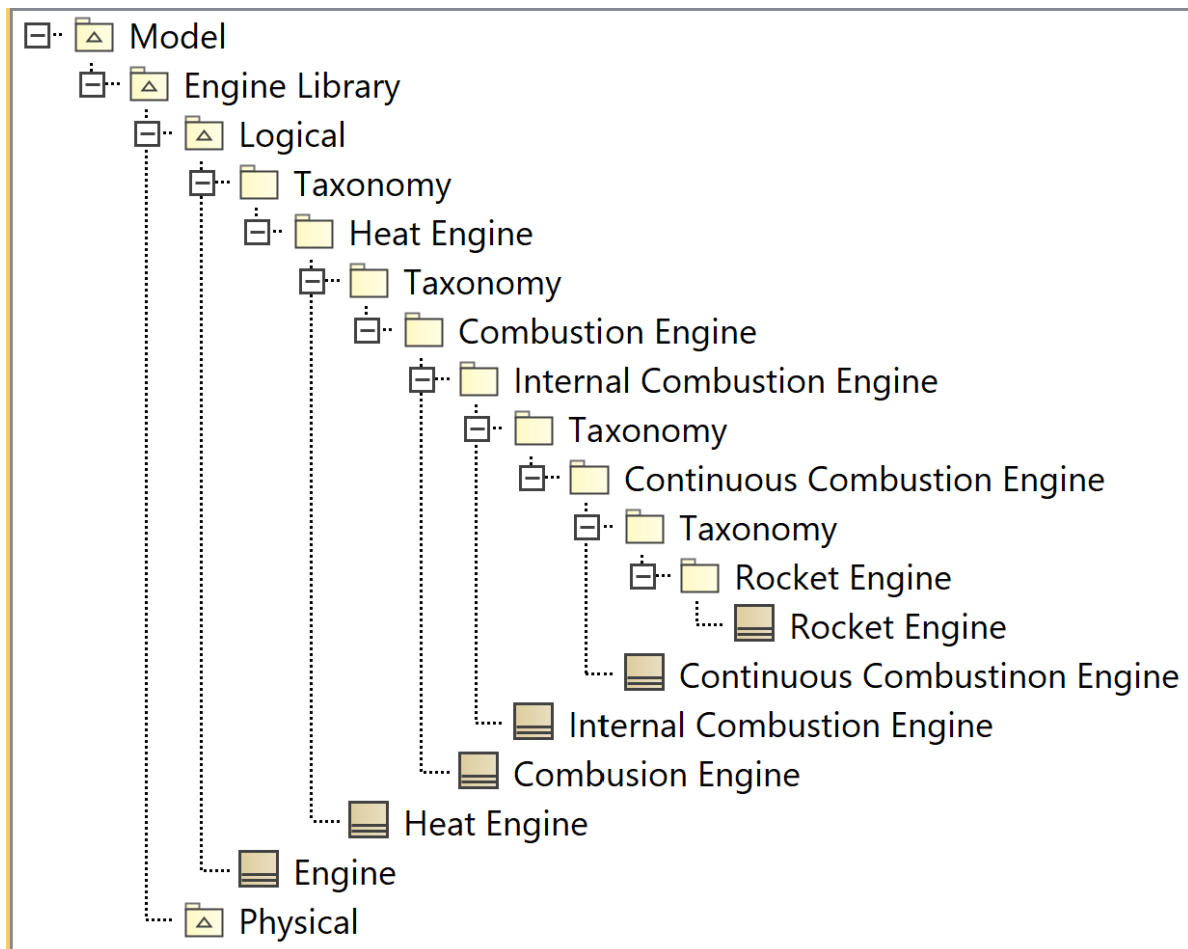 Model
Engine Library
Logical
Taxonomy
Heat Engine
Taxonomy
Combustion Engine
Internal Combustion Engine
Taxonomy
Continuous Combustion Engine
Taxonomy
Rocket Engine
Rocket Engine
Continuous Combustinon Engine
Internal Combustion Engine
Combusion Engine
Heat Engine
Engine
Physical